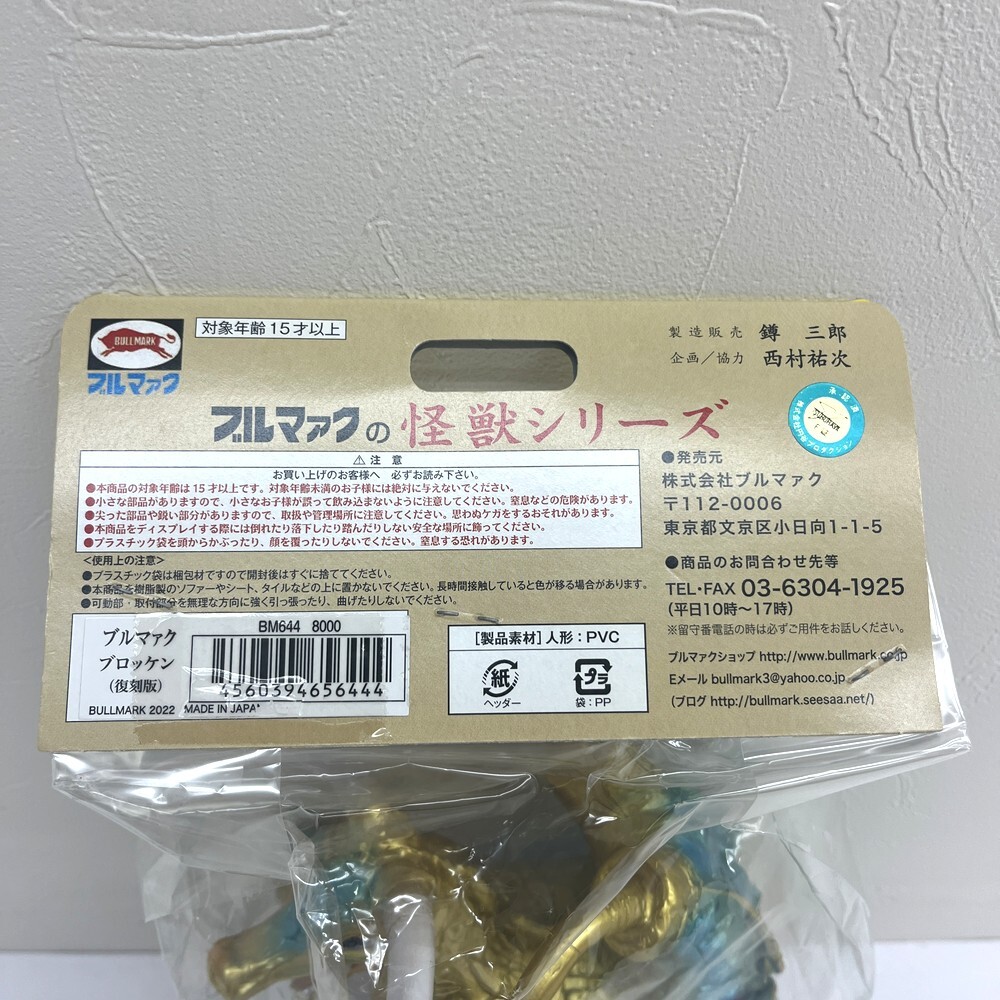 BULLMARK
ブルマァク
対象年齢15才以上
製造販売 鐏 三郎
企画／協力 西村祐次
ブルマァクの怪獣シリーズ
承認済
株式会社円谷プロダクション
⚠注 意
お買い上げのお客様へ 必ずお読み下さい。
●本商品の対象年齢は15才以上です。対象年齢未満のお子様には絶対に与えないでください。
●小さな部品がありますので、小さなお子様が誤って飲み込まないように注意してください。窒息などの危険があります。
●尖った部品や鋭い部分がありますので、取扱や管理場所に注意してください。思わぬケガをするおそれがあります。
●本商品をディスプレイする際には倒れたり落下したり踏んだりしない安全な場所に飾ってください。
●プラスチック袋を頭からかぶったり、顔を覆ったりしないでください。窒息する恐れがあります。
<使用上の注意>
●プラスチック袋は梱包材ですので開封後はすぐに捨ててください。
●本商品を樹脂製のソファーやシート、タイルなどの上に置かないでください。長時間接触していると色が移る場合があります。
●可動部・取付部分を無理な方向に強く引っ張ったり、曲げたりしないでください。
●発売元
株式会社ブルマァク
〒112-0006
東京都文京区小日向1-1-5
●商品のお問合わせ先等
TEL・FAX 03-6304-1925
(平日10時〜17時)
※留守番電話の時は必ずご用件をお話しください。
ブルマァクショップ http://www.bullmark.co.jp
Eメール bullmark3@yahoo.co.jp
(ブログ http://bullmark.seesaa.net/)
ブルマァク
ブロッケン
(復刻版)
BM644 8000
4560394656444
BULLMARK 2022 MADE IN JAPAN
[製品素材] 人形：PVC
紙
ヘッダー
プラ
袋：PP